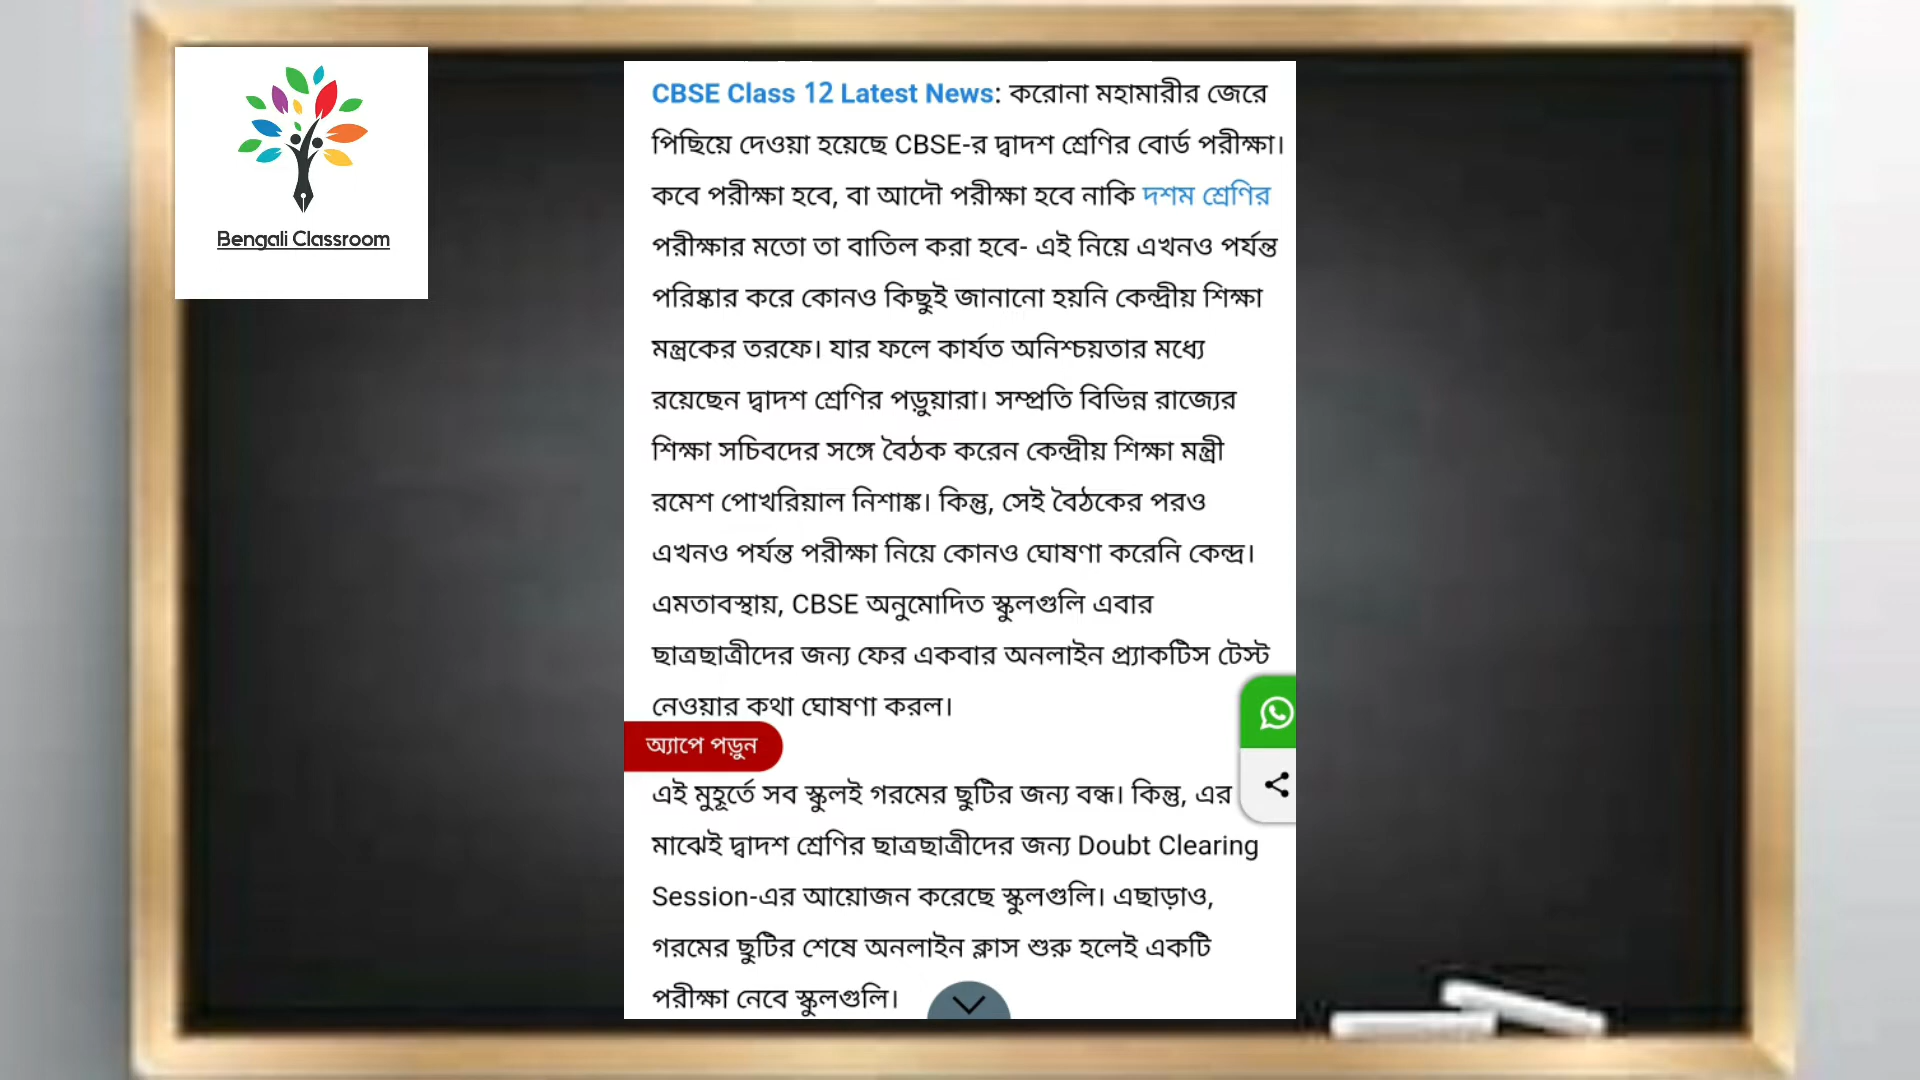 Bengali Classroom
CBSE Class 12 Latest News: করোনা মহামারীর জেরে
পিছিয়ে দেওয়া হয়েছে CBSE-র দ্বাদশ শ্রেণির বোর্ড পরীক্ষা।
কবে পরীক্ষা হবে, বা আদৌ পরীক্ষা হবে নাকি দশম শ্রেণির
পরীক্ষার মতো তা বাতিল করা হবে- এই নিয়ে এখনও পর্যন্ত
পরিষ্কার করে কোনও কিছুই জানানো হয়নি কেন্দ্রীয় শিক্ষা
মন্ত্রকের তরফে। যার ফলে কার্যত অনিশ্চয়তার মধ্যে
রয়েছেন দ্বাদশ শ্রেণির পড়ুয়ারা। সম্প্রতি বিভিন্ন রাজ্যের
শিক্ষা সচিবদের সঙ্গে বৈঠক করেন কেন্দ্রীয় শিক্ষা মন্ত্রী
রমেশ পোখরিয়াল নিশাঙ্ক। কিন্তু, সেই বৈঠকের পরও
এখনও পর্যন্ত পরীক্ষা নিয়ে কোনও ঘোষণা করেনি কেন্দ্র।
এমতাবস্থায়, CBSE অনুমোদিত স্কুলগুলি এবার
ছাত্রছাত্রীদের জন্য ফের একবার অনলাইন প্র্যাকটিস টেস্ট
নেওয়ার কথা ঘোষণা করল।
অ্যাপে পড়ুন
এই মুহূর্তে সব স্কুলই গরমের ছুটির জন্য বন্ধ। কিন্তু, এর
মাঝেই দ্বাদশ শ্রেণির ছাত্রছাত্রীদের জন্য Doubt Clearing
Session-এর আয়োজন করেছে স্কুলগুলি। এছাড়াও,
গরমের ছুটির শেষে অনলাইন ক্লাস শুরু হলেই একটি
পরীক্ষা নেবে স্কুলগুলি।